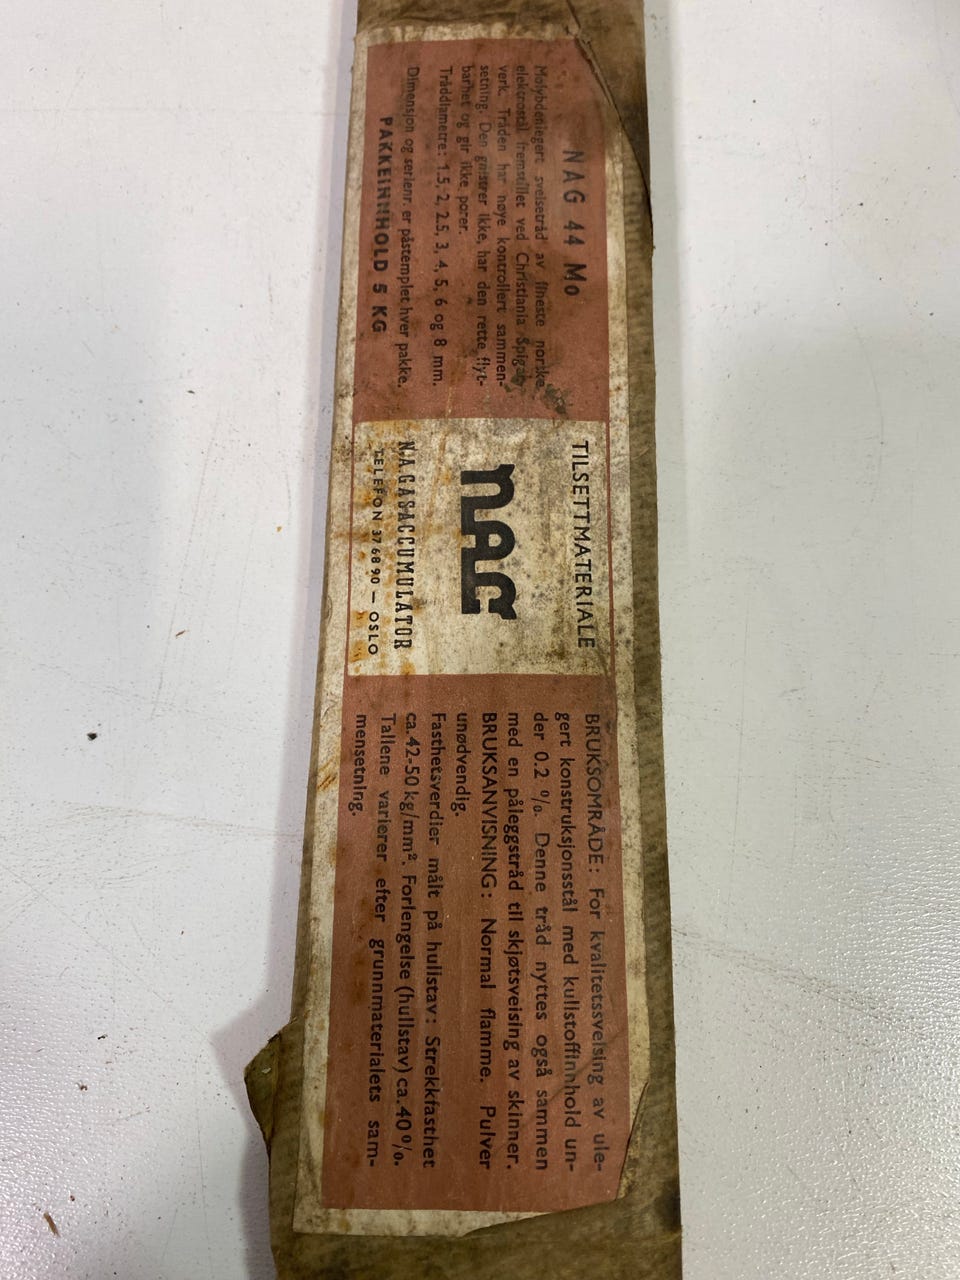 NAG 44 Mo
Molybdenlegert sveisetråd av fineste norske
elektrostål fremstillet ved Christiania Spiger-
verk. Tråden har nøye kontrollert sammen-
setning. Den gnistrer ikke, har den rette flyt-
barhet og gir ikke porer.
Tråddiametre: 1.5, 2, 2.5, 3, 4, 5, 6 og 8 mm.
Dimensjon og serienr. er påstemplet hver pakke.
PAKKEINNHOLD 5 KG
TILSETTMATERIALE
NAG
N.A. GASACCUMULATOR
TELEFON 37 68 90 — OSLO
BRUKSOMRÅDE: For kvalitetssveising av ule-
gert konstruksjonsstål med kullstoffinnhold un-
der 0.2 %. Denne tråd nyttes også sammen
med en påleggstråd til skjøtsveising av skinner.
BRUKSANVISNING: Normal flamme. Pulver
unødvendig.
Fasthetsverdier målt på hullstav: Strekkfasthet
ca. 42-50 kg/mm². Forlengelse (hullstav) ca. 40 %.
Tallene varierer efter grunnmaterialets sam-
mensetning.